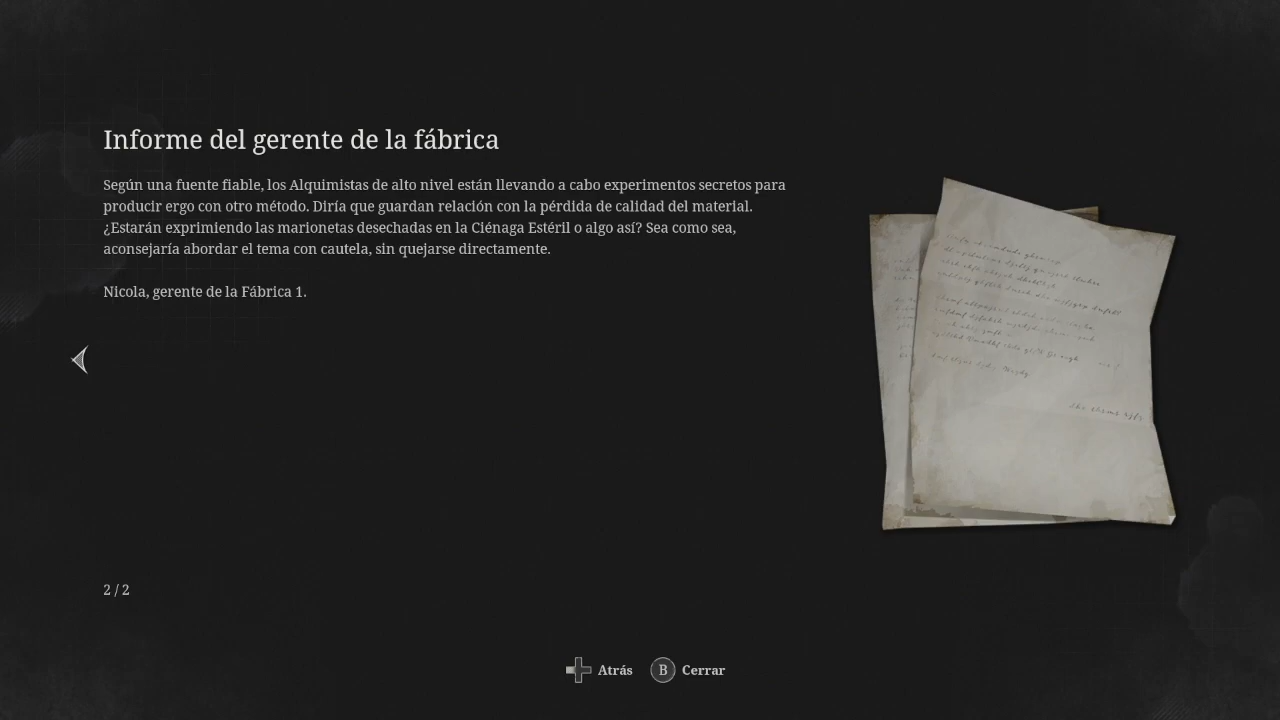 Informe del gerente de la fábrica
Según una fuente fiable, los Alquimistas de alto nivel están llevando a cabo experimentos secretos para
producir ergo con otro método. Diría que guardan relación con la pérdida de calidad del material.
¿Estarán exprimiendo las marionetas desechadas en la Ciénaga Estéril o algo así? Sea como sea,
aconsejaría abordar el tema con cautela, sin quejarse directamente.
Nicola, gerente de la Fábrica 1.
2 / 2
Atrás
B Cerrar